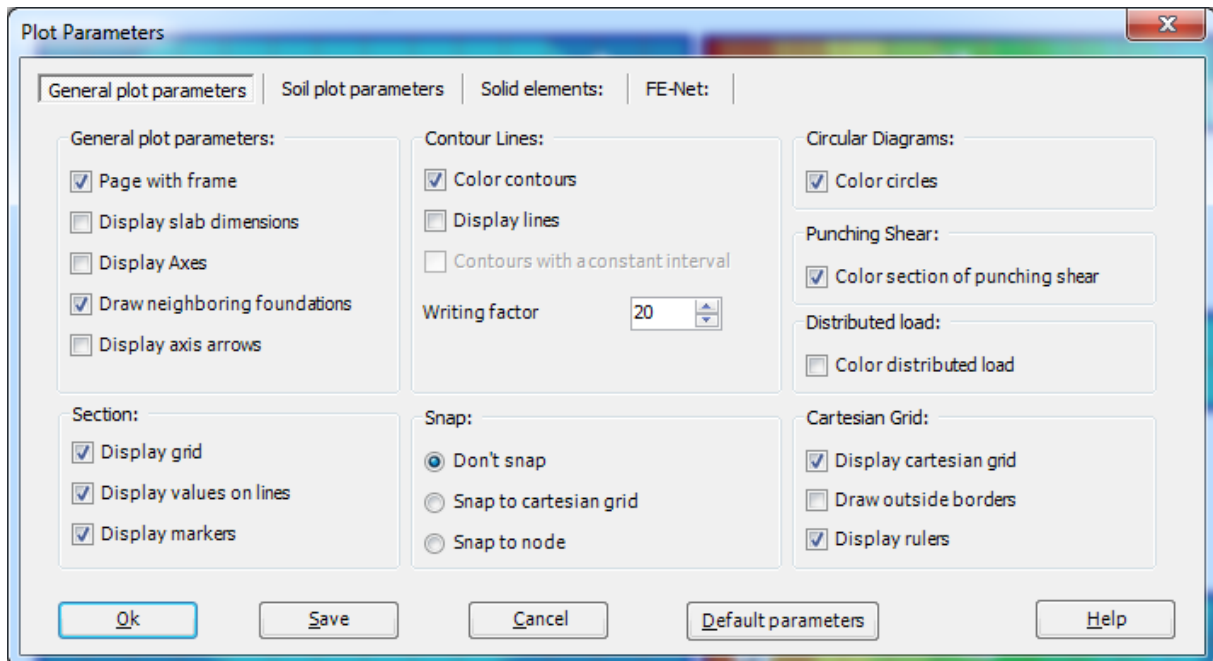 Plot Parameters
General plot parameters
Soil plot parameters
Solid elements:
FE-Net:
General plot parameters:
Page with frame
Display slab dimensions
Display Axes
Draw neighboring foundations
Display axis arrows
Contour Lines:
Color contours
Display lines
Contours with a constant interval
Writing factor 20
Circular Diagrams:
Color circles
Punching Shear:
Color section of punching shear
Distributed load:
Color distributed load
Section:
Display grid
Display values on lines
Display markers
Snap:
Don't snap
Snap to cartesian grid
Snap to node
Cartesian Grid:
Display cartesian grid
Draw outside borders
Display rulers
Ok
Save
Cancel
Default parameters
Help